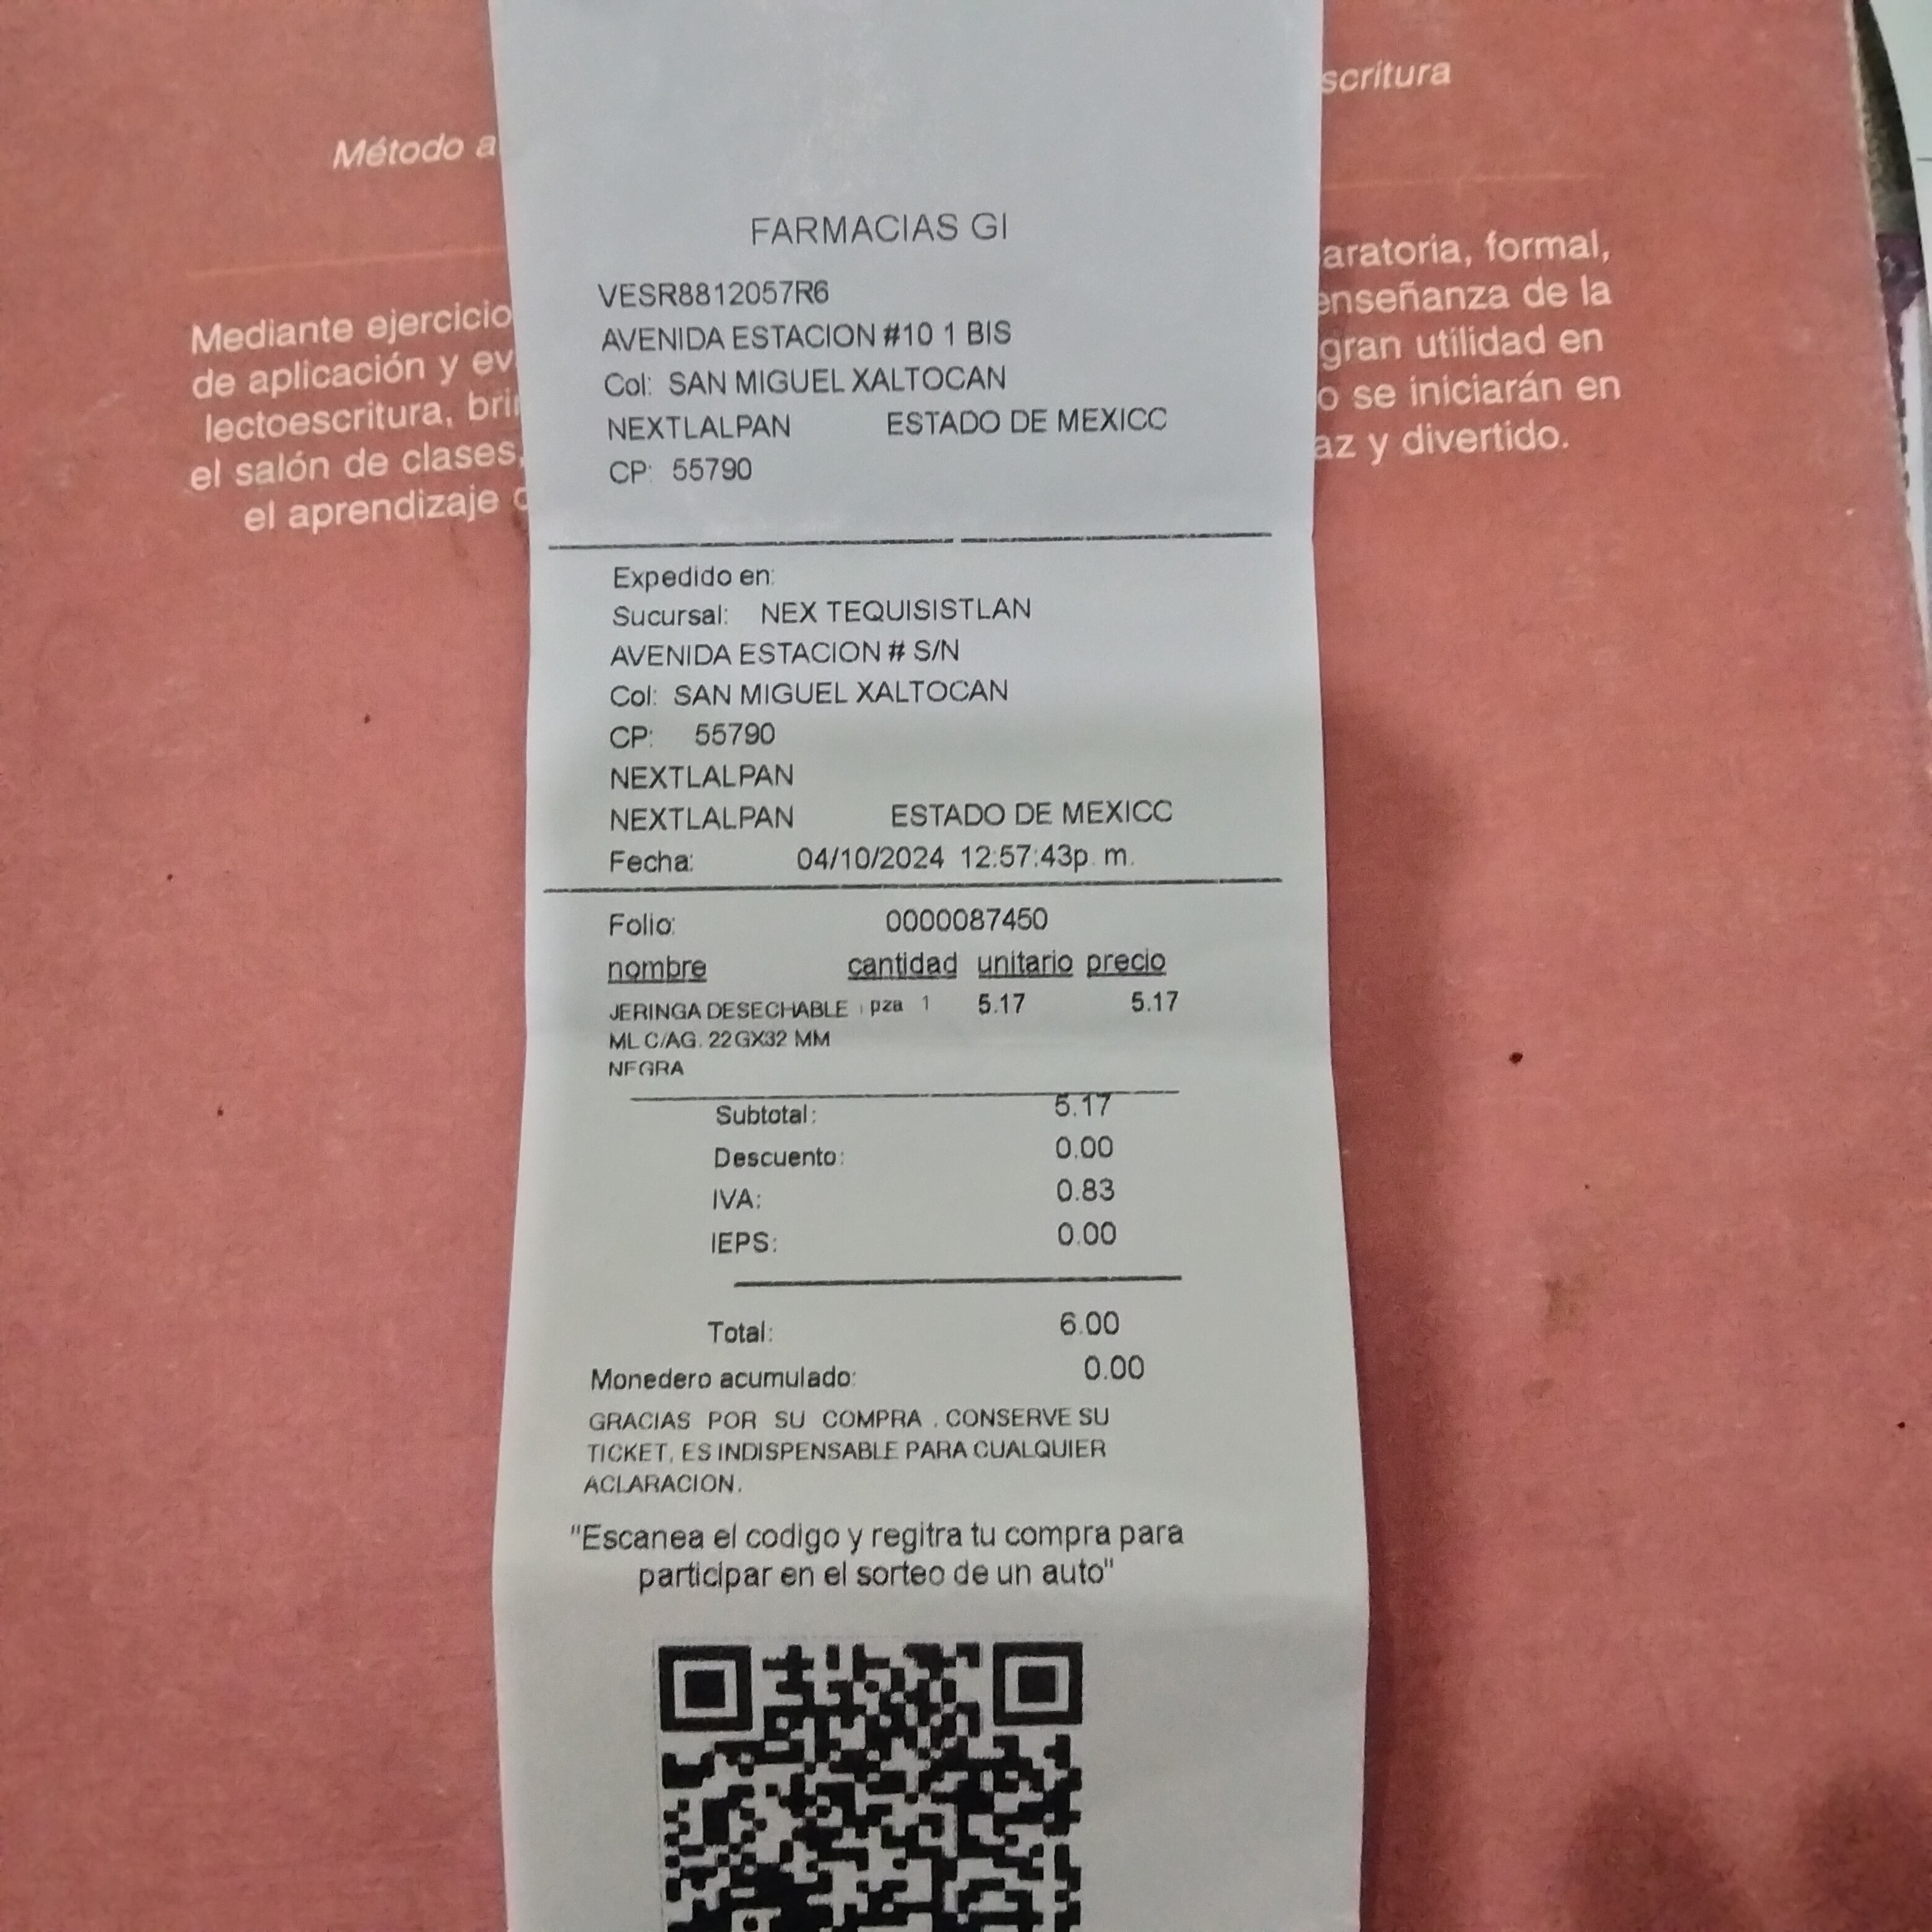 scritura
Método a
FARMACIAS GI
aratoria, formal,
enseñanza de la
gran utilidad en
o se iniciarán en
az y divertido.
Mediante ejercicio
de aplicación y ev
lectoescritura, bri
el salón de clases,
el aprendizaje
VESR8812057R6
AVENIDA ESTACION #10 1 BIS
Col: SAN MIGUEL XALTOCAN
NEXTLALPAN ESTADO DE MEXICC
CP: 55790
Expedido en:
Sucursal: NEX TEQUISISTLAN
AVENIDA ESTACION # S/N
Col: SAN MIGUEL XALTOCAN
CP: 55790
NEXTLALPAN
NEXTLALPAN ESTADO DE MEXICC
Fecha: 04/10/2024 12:57:43p. m.
Folio: 0000087450
nombre cantidad unitario precio
JERINGA DESECHABLE pza 1 5.17 5.17
ML C/AG. 22GX32 MM
NEGRA
Subtotal: 5.17
Descuento: 0.00
IVA: 0.83
IEPS: 0.00
Total: 6.00
Monedero acumulado: 0.00
GRACIAS POR SU COMPRA . CONSERVE SU
TICKET, ES INDISPENSABLE PARA CUALQUIER
ACLARACION.
"Escanea el codigo y regitra tu compra para
participar en el sorteo de un auto"